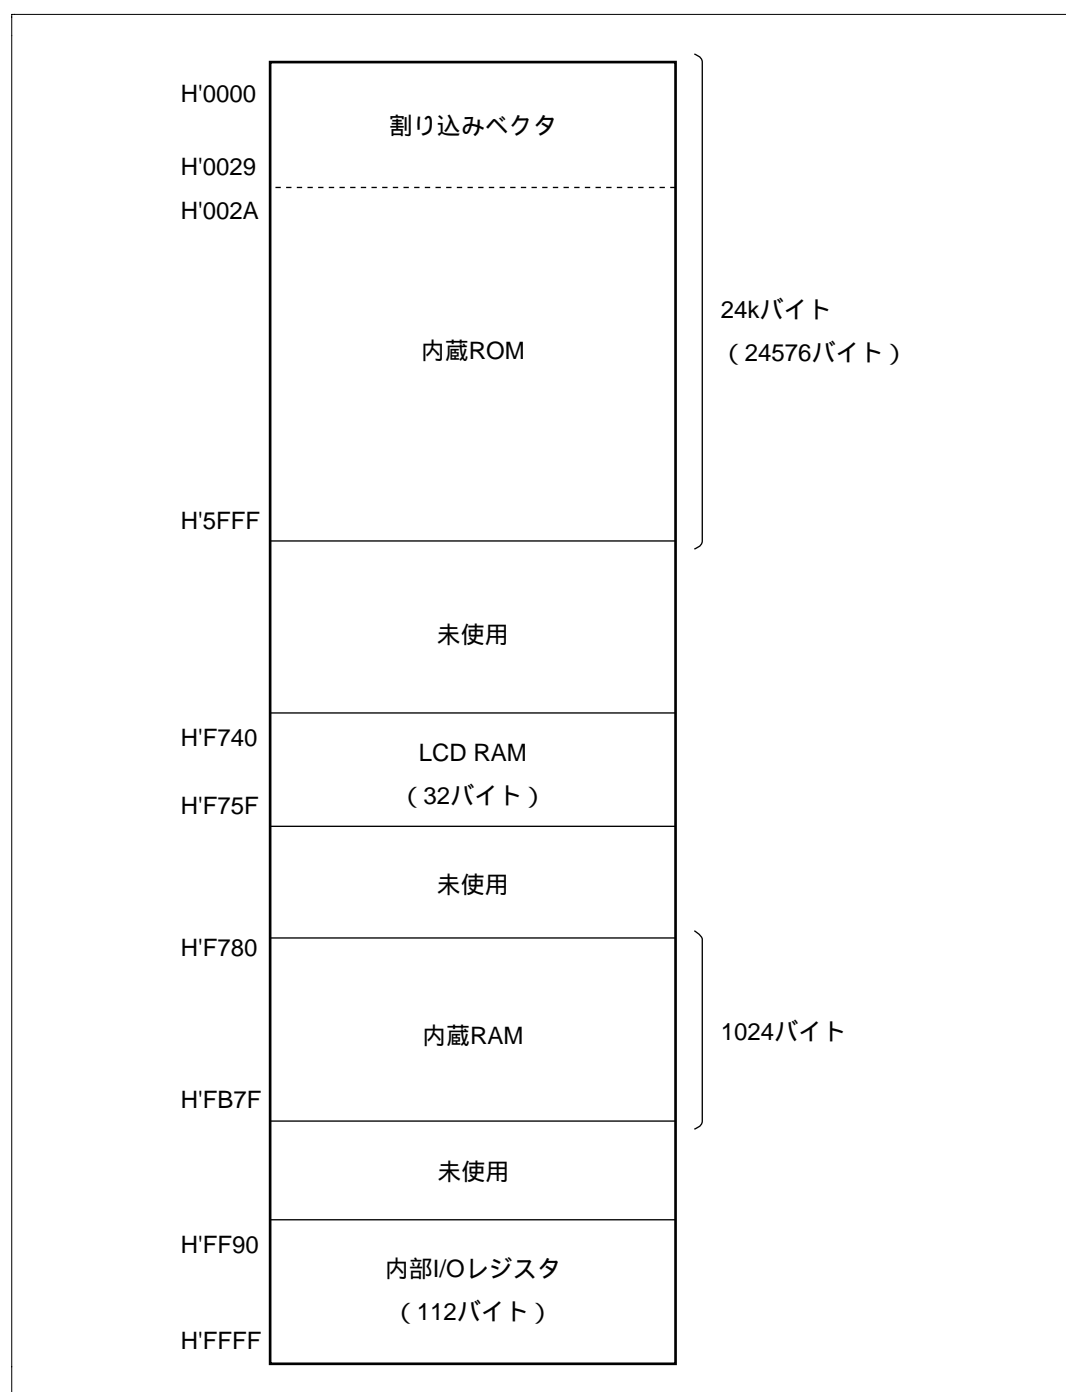 H'0000
割り込みベクタ
H'0029
H'002A
24kバイト
内蔵ROM
（24576バイト）
H'5FFF
未使用
H'F740
LCD RAM
（32バイト）
H'F75F
未使用
H'F780
内蔵RAM
1024バイト
H'FB7F
未使用
H'FF90
内部I/Oレジスタ
（112バイト）
H'FFFF